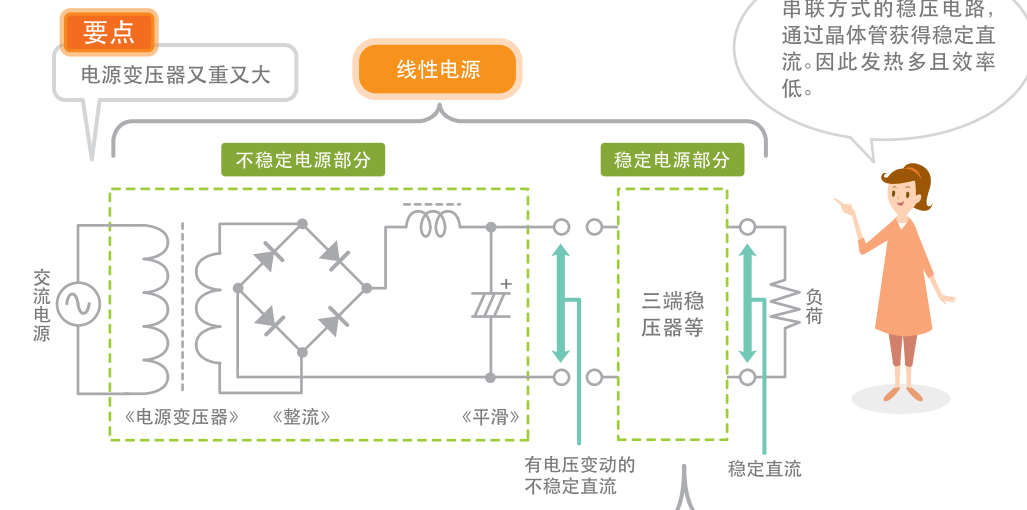 串联方式的稳压电路，
通过晶体管获得稳定直
流。因此发热多且效率
低。
要点
电源变压器又重又大
线性电源
不稳定电源部分
稳定电源部分
交流电源
+
三端稳
压器等
负荷
《电源变压器》
《整流》
《平滑》
有电压变动的
不稳定直流
稳定直流